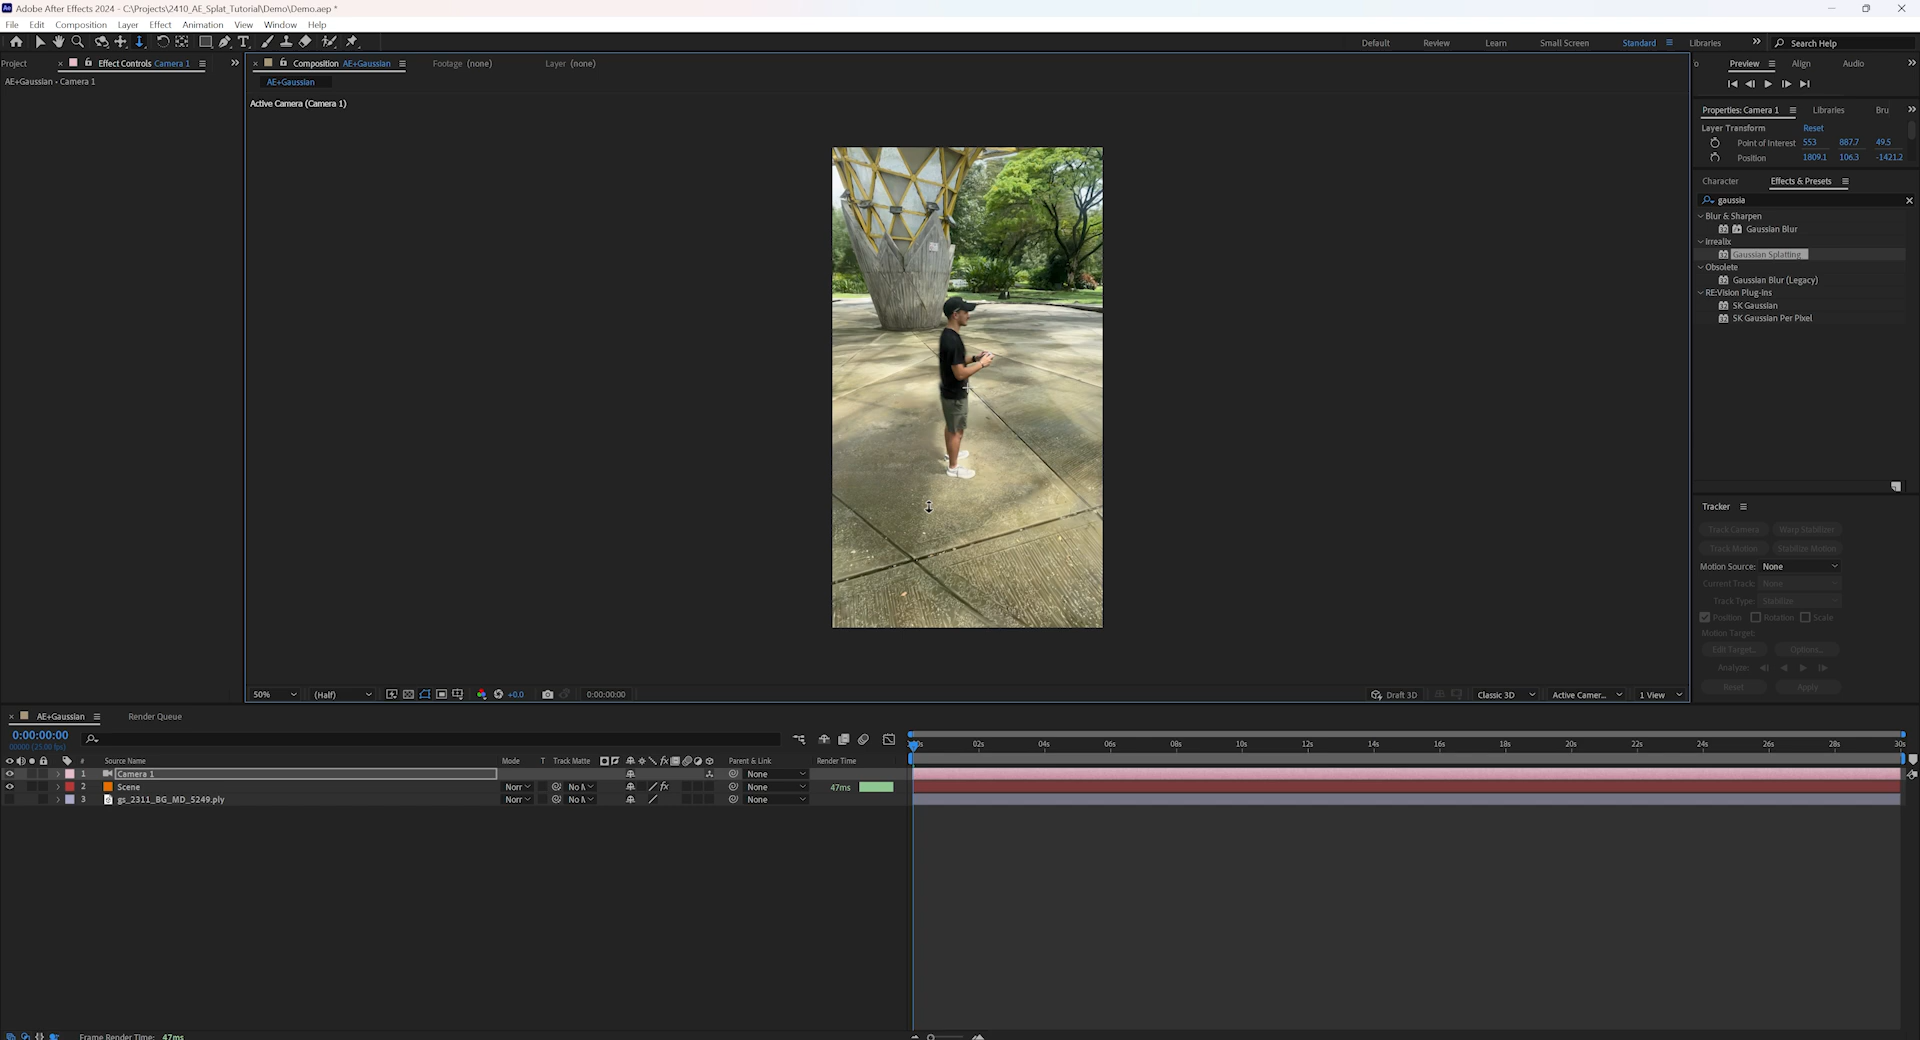 Adobe After Effects 2024 - C:\Projects\2410_AE_Splat_Tutorial\Demo\Demo.aep *
File Edit Composition Layer Effect Animation View Window Help
Default Review Learn Small Screen Standard Libraries Search Help
Project Effect Controls Camera 1
AE+Gaussian • Camera 1
Composition AE+Gaussian Footage (none) Layer (none)
AE+Gaussian
Active Camera (Camera 1)
Preview Align Audio
Properties: Camera 1 Libraries Bru
Layer Transform Reset
Point of Interest 553 887.7 49.5
Position 1809.1 106.3 -1421.2
Character Effects & Presets
gaussia
Blur & Sharpen
Gaussian Blur
Irrealix
Gaussian Splatting
Obsolete
Gaussian Blur (Legacy)
RE:Vision Plug-ins
SK Gaussian
SK Gaussian Per Pixel
Tracker
Track Camera Warp Stabilizer
Track Motion Stabilize Motion
Motion Source: None
Current Track: None
Track Type: Stabilize
Position Rotation Scale
Motion Target:
Edit Target... Options...
Analyze:
Reset Apply
50% (Half) +0.0 0:00:00:00 Draft 3D Classic 3D Active Camer... 1 View
AE+Gaussian Render Queue
0:00:00:00
00000 (25.00 fps)
02s 04s 06s 08s 10s 12s 14s 16s 18s 20s 22s 24s 26s 28s 30s
# Source Name Mode T Track Matte Parent & Link Render Time
1 Camera 1 None
2 Scene Norr No M fx None 47ms
3 gs_2311_BG_MD_5249.ply Norr No M None
Frame Render Time: 47ms